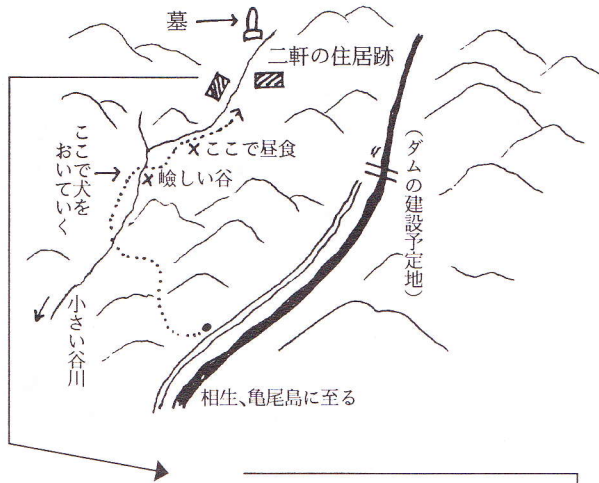 墓
二軒の住居跡
ここで昼食
ここで犬を
おいていく
嶮しい谷
(ダムの建設予定地)
小さい谷川
相生、亀尾島に至る